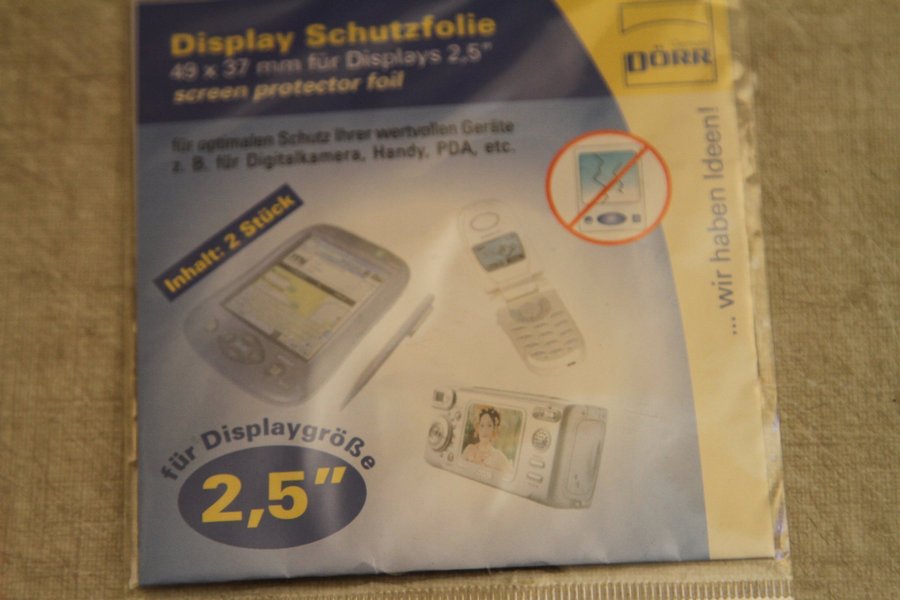 Display Schutzfolie
49 x 37 mm für Displays 2,5"
screen protector foil
DÖRR
für optimalen Schutz Ihrer wertvollen Geräte
z. B. für Digitalkamera, Handy, PDA, etc.
... wir haben Ideen!
Inhalt: 2 Stück
für Displaygröße
2,5"